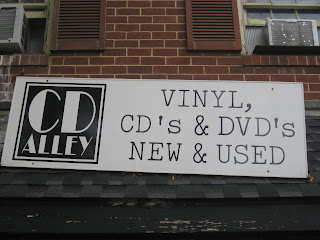 CD
ALLEY
VINYL,
CD's & DVD's
NEW & USED